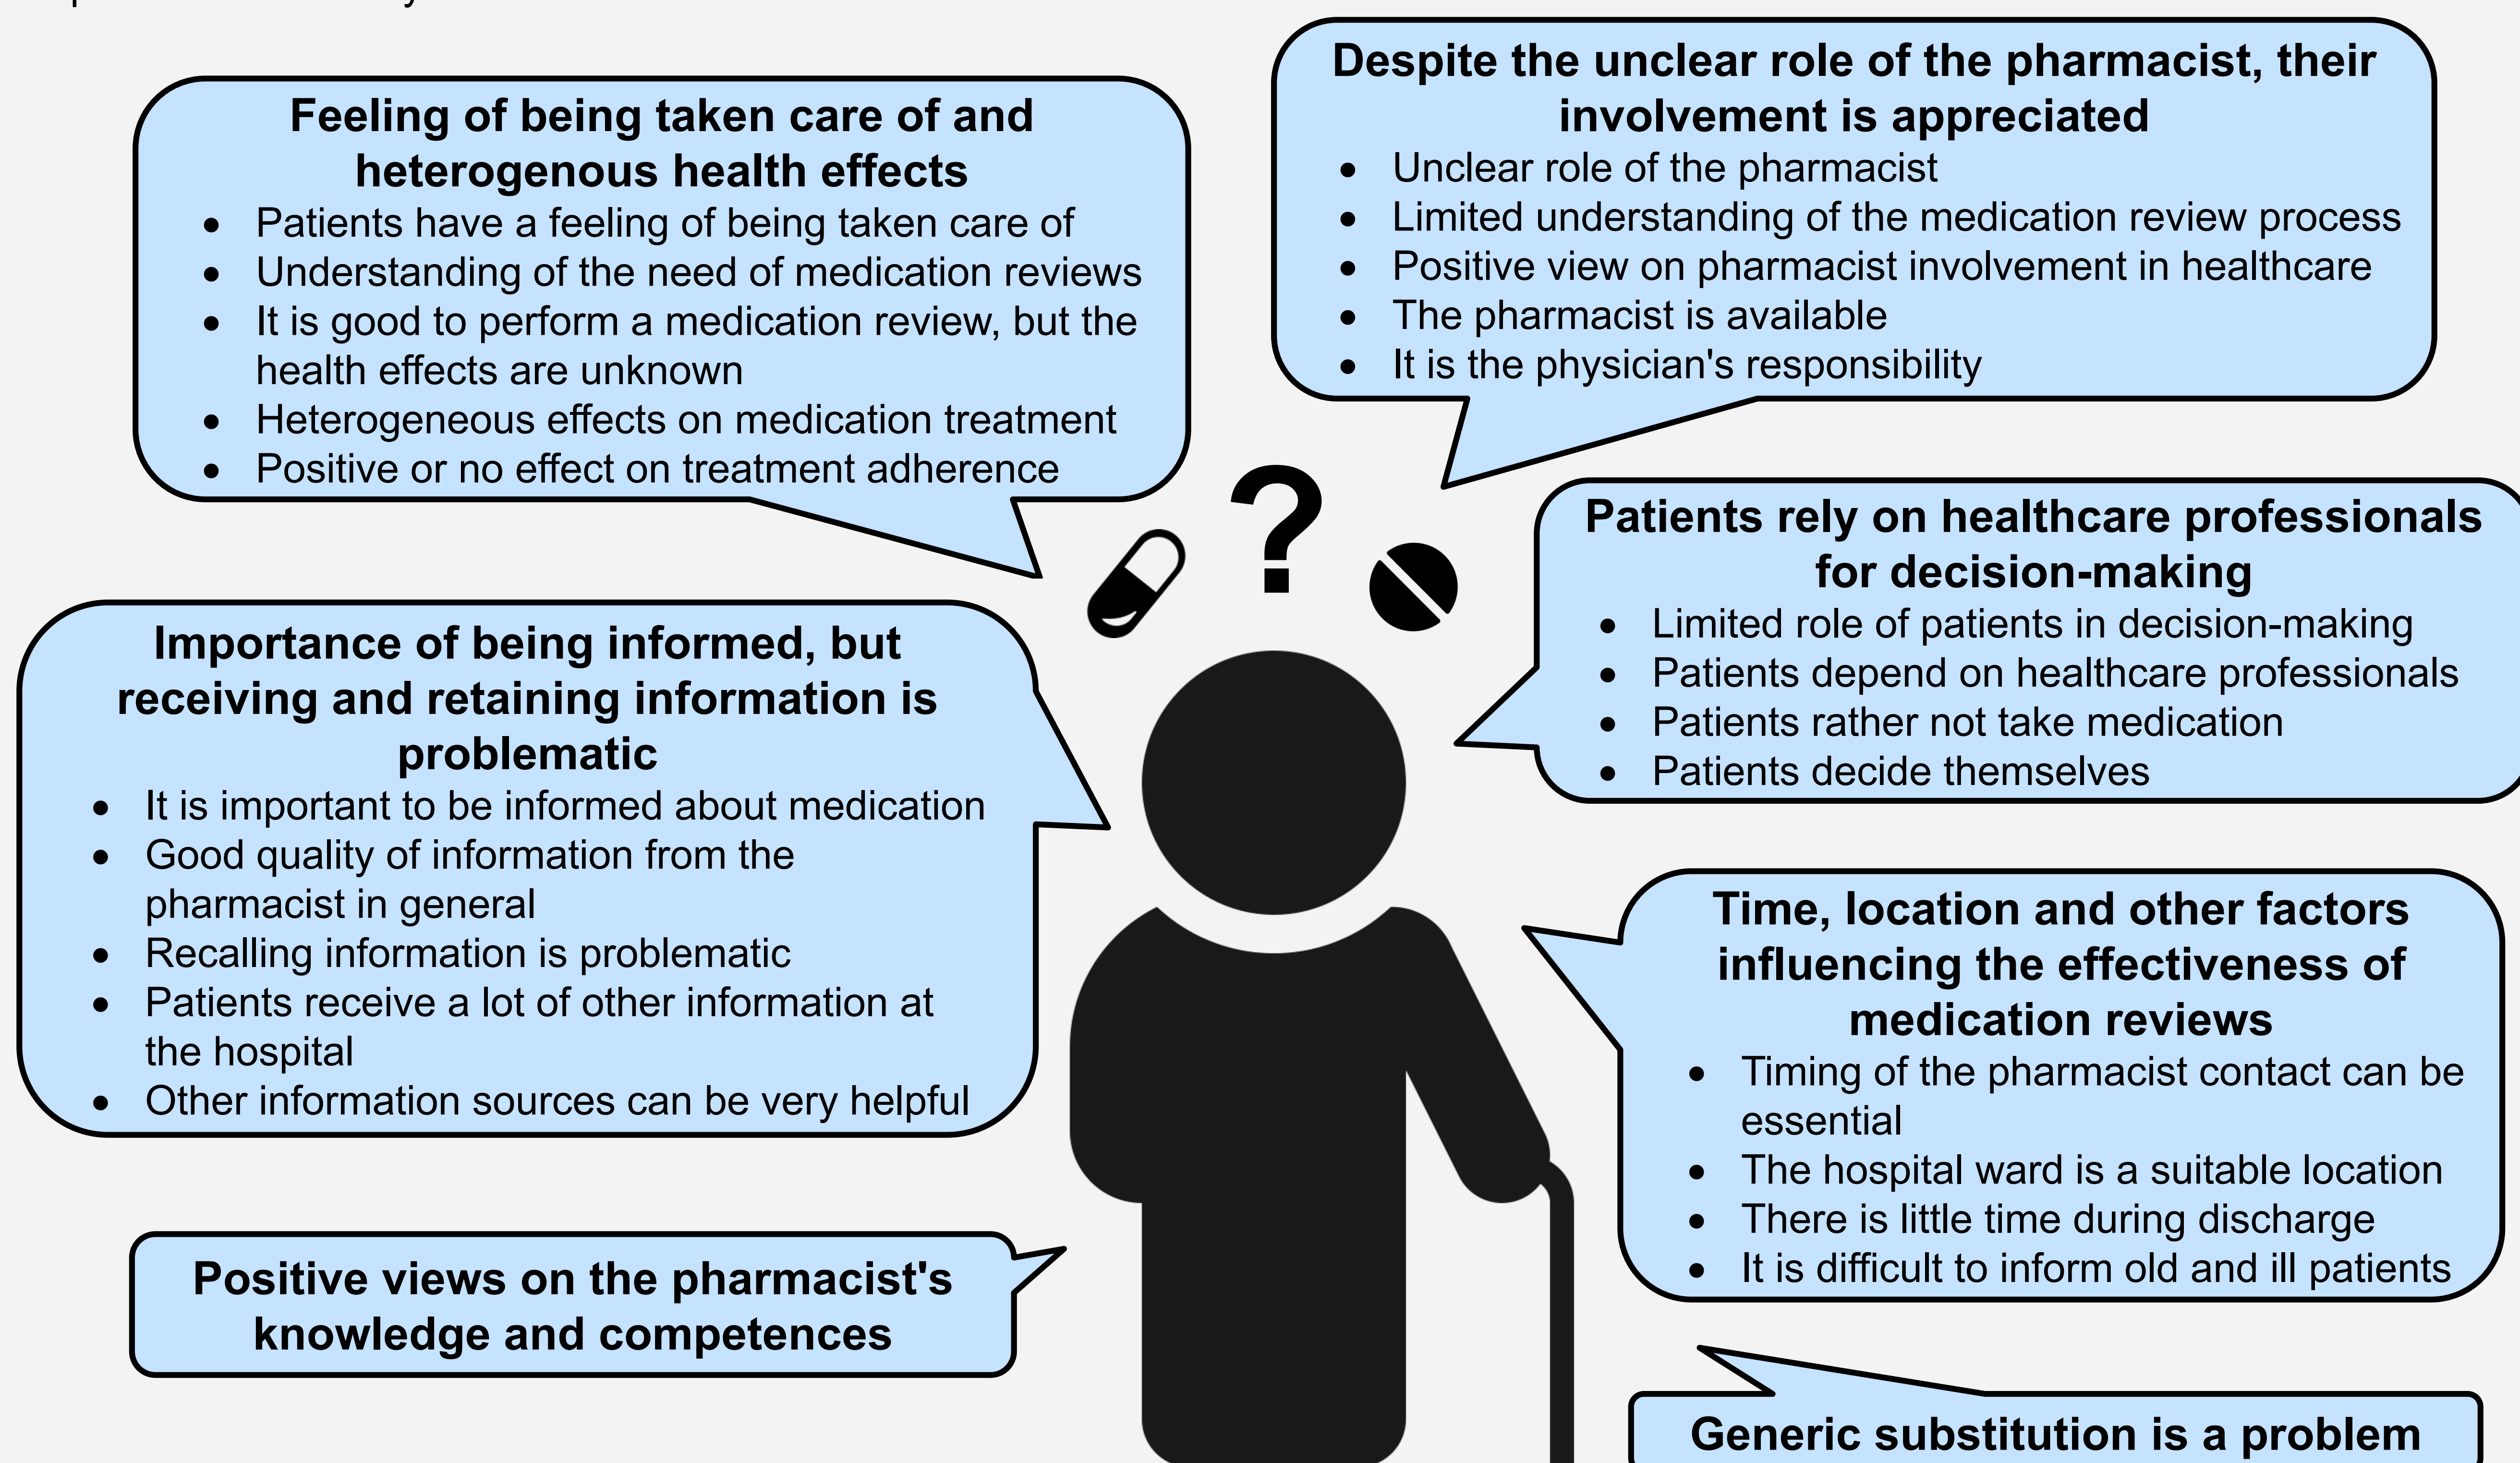 Feeling of being taken care of and
heterogenous health effects
• Patients have a feeling of being taken care of
• Understanding of the need of medication reviews
• It is good to perform a medication review, but the
health effects are unknown
• Heterogeneous effects on medication treatment
• Positive or no effect on treatment adherence
Despite the unclear role of the pharmacist, their
involvement is appreciated
• Unclear role of the pharmacist
• Limited understanding of the medication review process
• Positive view on pharmacist involvement in healthcare
• The pharmacist is available
• It is the physician's responsibility
?
Patients rely on healthcare professionals
for decision-making
• Limited role of patients in decision-making
• Patients depend on healthcare professionals
• Patients rather not take medication
• Patients decide themselves
Importance of being informed, but
receiving and retaining information is
problematic
• It is important to be informed about medication
• Good quality of information from the
pharmacist in general
• Recalling information is problematic
• Patients receive a lot of other information at
the hospital
• Other information sources can be very helpful
Time, location and other factors
influencing the effectiveness of
medication reviews
• Timing of the pharmacist contact can be
essential
• The hospital ward is a suitable location
• There is little time during discharge
• It is difficult to inform old and ill patients
Positive views on the pharmacist's
knowledge and competences
Generic substitution is a problem